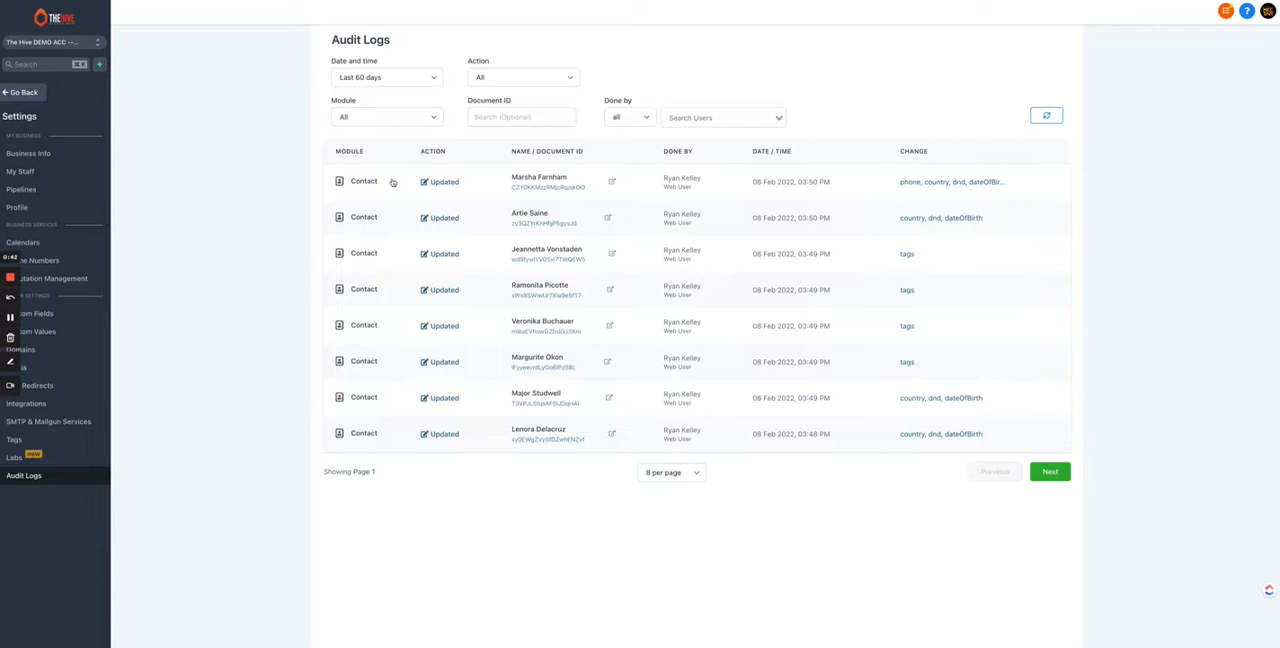 THEHIVE
The Hive DEMO ACC --...
Search ⌘ K +
Go Back
Settings
MY BUSINESS
Business Info
My Staff
Pipelines
Profile
BUSINESS SERVICES
Calendars
0:42
Numbers
utation Management
SETTINGS
om Fields
om Values
Domains
Redirects
Integrations
SMTP & Mailgun Services
Tags
Labs new
Audit Logs
?
Audit Logs
Date and time Action
Last 60 days All
Module Document ID Done by
All Search (Optional) all Search Users
MODULE ACTION NAME / DOCUMENT ID DONE BY DATE / TIME CHANGE
Contact Updated Marsha Farnham Ryan Kelley Web User 08 Feb 2022, 03:50 PM phone, country, dnd, dateOfBir...
Contact Updated Artie Saine Ryan Kelley Web User 08 Feb 2022, 03:50 PM country, dnd, dateOfBirth
Contact Updated Jeannetta Vonstaden Ryan Kelley Web User 08 Feb 2022, 03:50 PM tags
Contact Updated Ramonita Picotte Ryan Kelley Web User 08 Feb 2022, 03:49 PM tags
Contact Updated Veronika Buchauer Ryan Kelley Web User 08 Feb 2022, 03:49 PM tags
Contact Updated Margurite Okon Ryan Kelley Web User 08 Feb 2022, 03:49 PM tags
Contact Updated Major Studwell Ryan Kelley Web User 08 Feb 2022, 03:49 PM country, dnd, dateOfBirth
Contact Updated Lenora Delacruz Ryan Kelley Web User 08 Feb 2022, 03:48 PM country, dnd, dateOfBirth
Showing Page 1 8 per page Previous Next